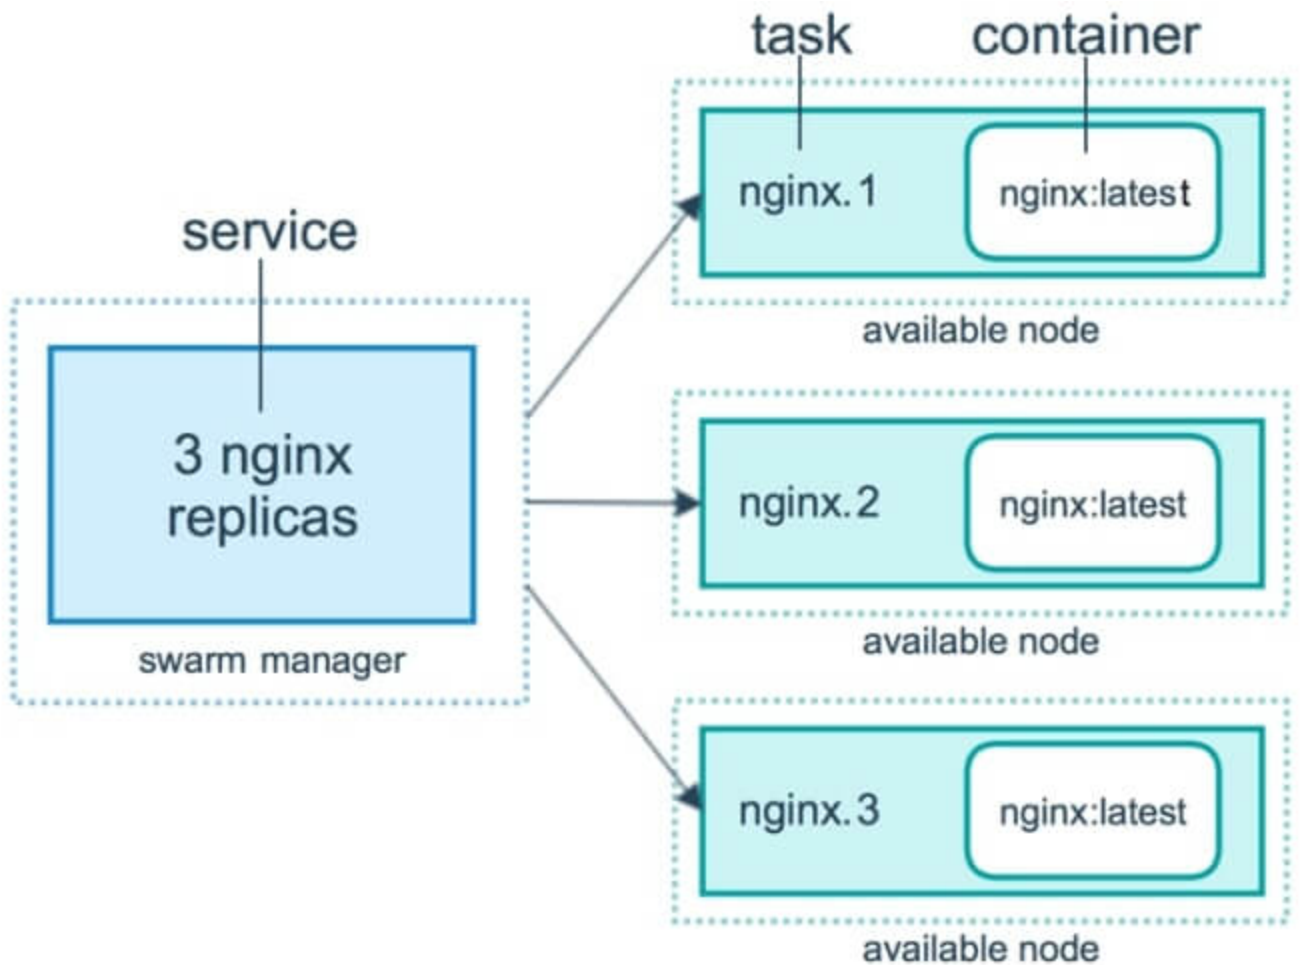 task
container
nginx.1
nginx:latest
available node
service
3 nginx
replicas
swarm manager
nginx.2
nginx:latest
available node
nginx.3
nginx:latest
available node